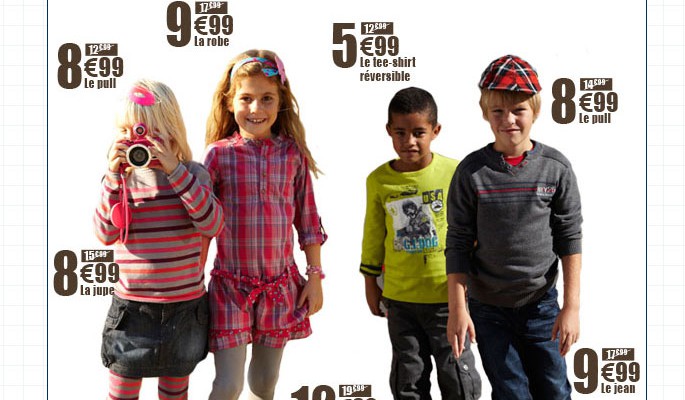 17€99
9€99
La robe
12€99
8€99
Le pull
12€99
5€99
Le tee-shirt
réversible
14€99
8€99
Le pull
USA
15€99
8€99
La jupe
17€99
9€99
Le jean
19€99